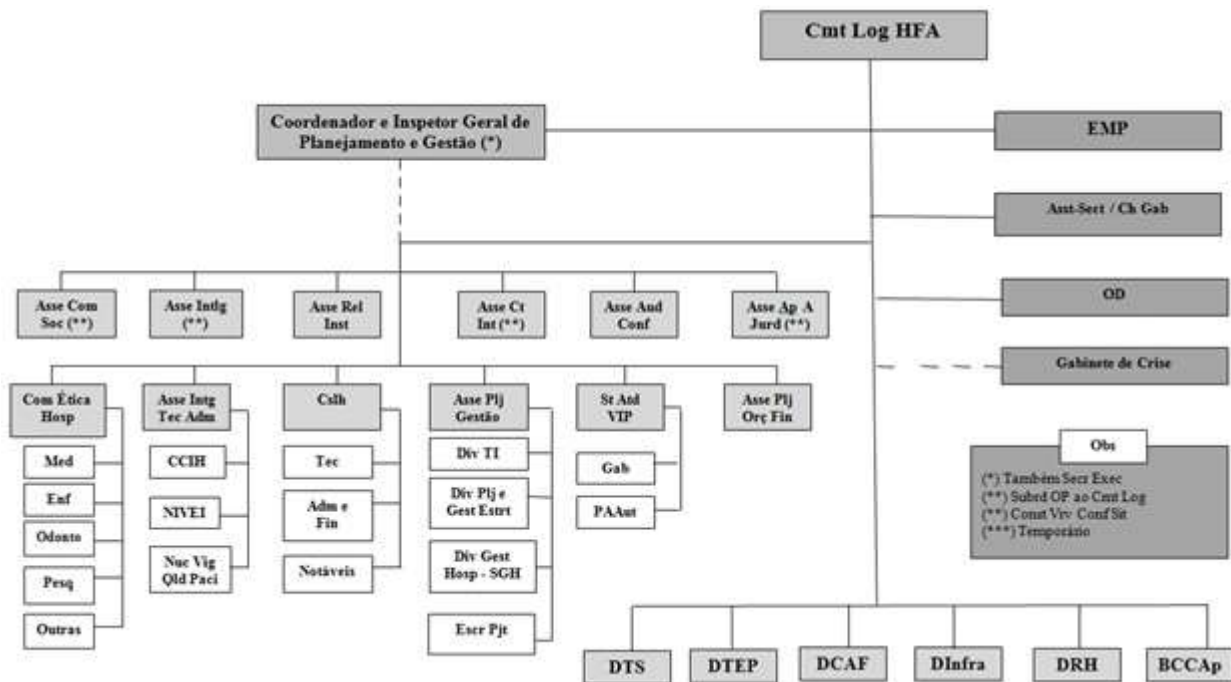 Cmt Log HFA
Coordenador e Inspetor Geral de
Planejamento e Gestão (*)
EMP
Asst-Sect / Ch Gab
OD
Gabinete de Crise
Asse Com
Soc (**)
Asse Intlg
(**)
Asse Rel
Inst
Asse Ct
Int (**)
Asse Aud
Conf
Asse Ap A
Jurd (**)
Com Ética
Hosp
Med
Enf
Odonto
Pesq
Outras
Asse Intg
Tec Adm
CCIH
NIVEI
Nuc Vig
Qld Paci
Cslh
Tec
Adm e
Fin
Notáveis
Asse Plj
Gestão
Div TI
Div Plj e
Gest Estrt
Div Gest
Hosp - SGH
Escr Pjt
St Atd
VIP
Gab
PAAut
Asse Plj
Orç Fin
Obs
(*) Também Secr Exec
(**) Subrd OP ao Cmt Log
(**) Const Vrv Conf Sit
(***) Temporário
DTS
DTEP
DCAF
DInfra
DRH
BCCAp